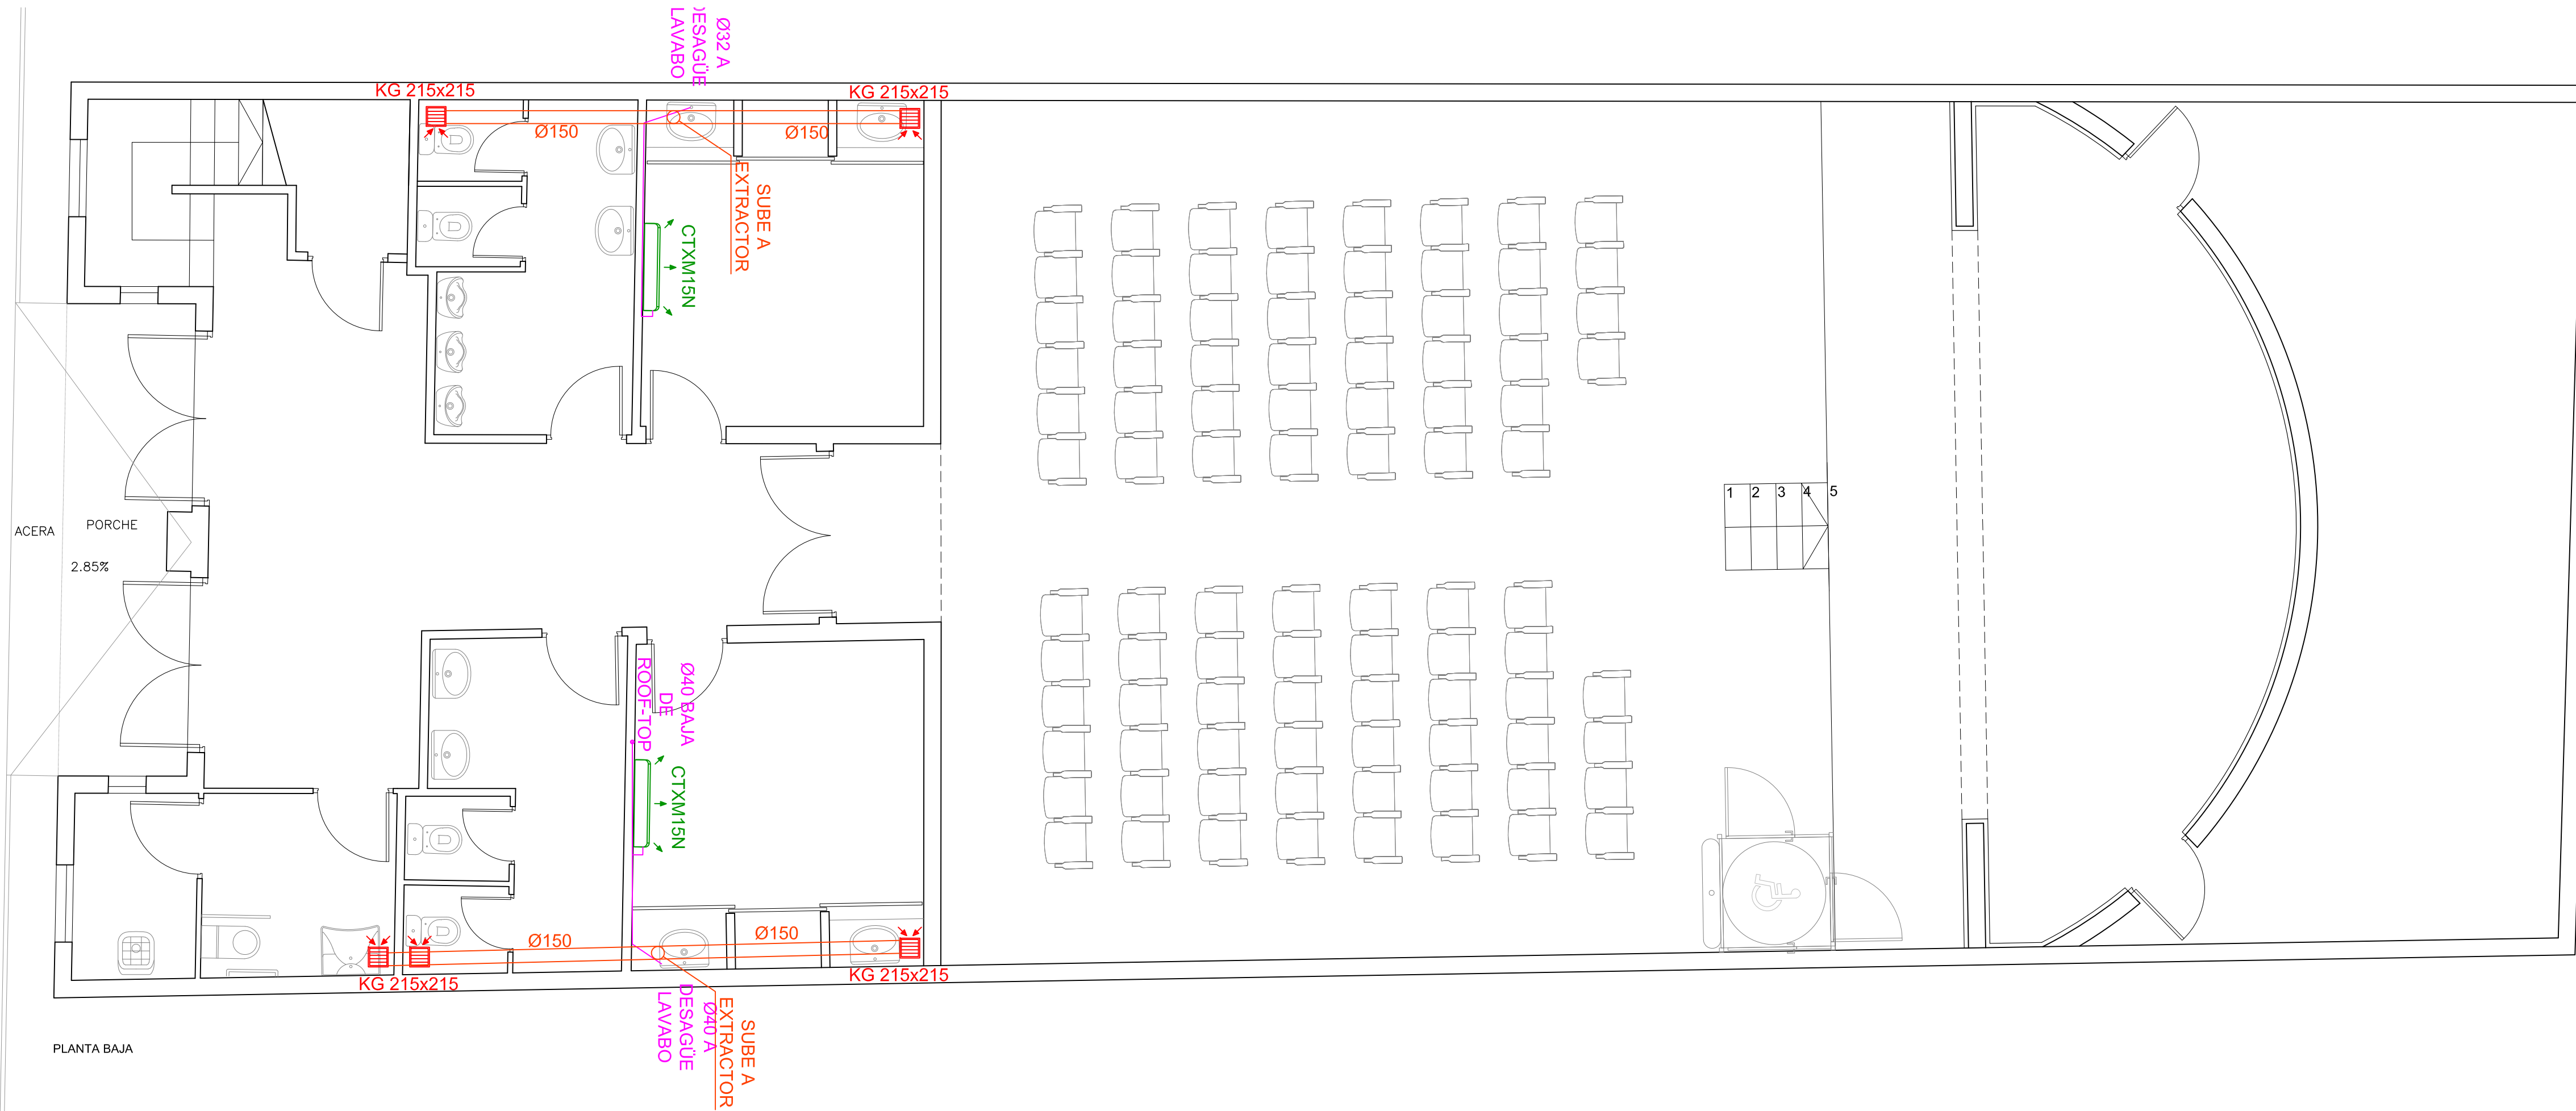 Ø32 A
DESAGÜE
LAVABO
KG 215x215
KG 215x215
Ø150
Ø150
SUBE A
EXTRACTOR
CTXM15N
ACERA
PORCHE
2.85%
1
2
3
4
5
Ø40 BAJA
DE
ROOF-TOP
CTXM15N
Ø150
Ø150
KG 215x215
KG 215x215
Ø40 A
DESAGÜE
LAVABO
SUBE A
EXTRACTOR
PLANTA BAJA